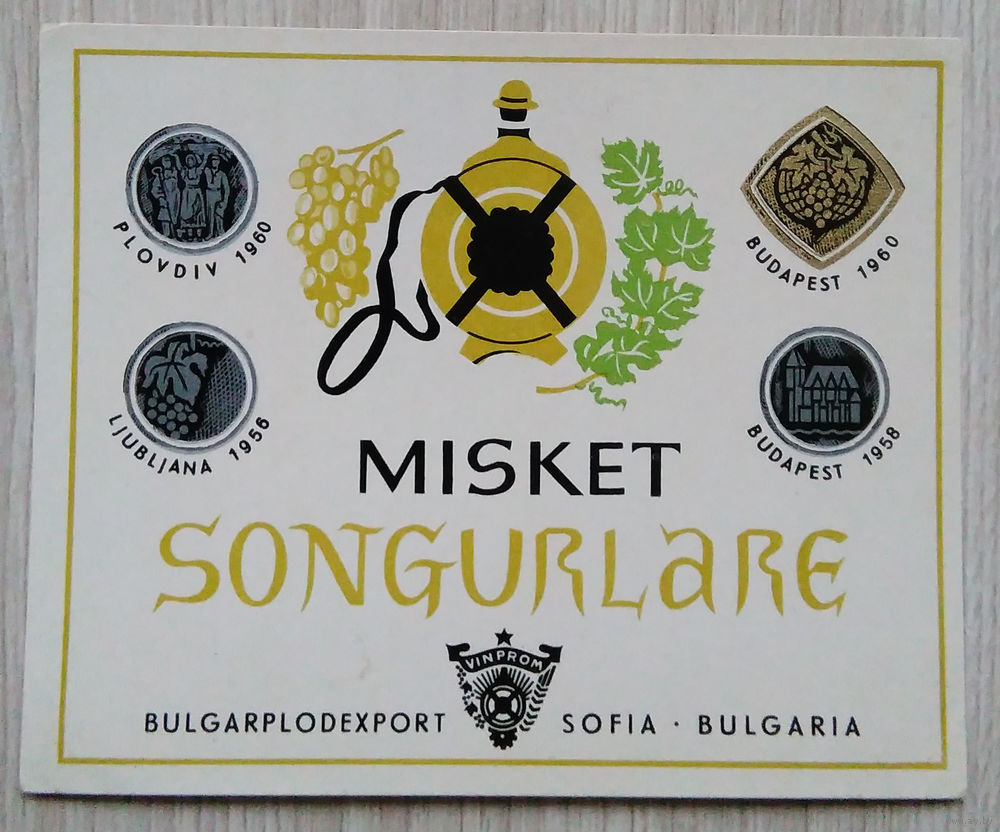 PLOVDIV 1960
BUDAPEST 1960
LJUBLJANA 1956
BUDAPEST 1958
MISKET
SONGURLARE
VINPROM
BULGARPLODEXPORT SOFIA · BULGARIA